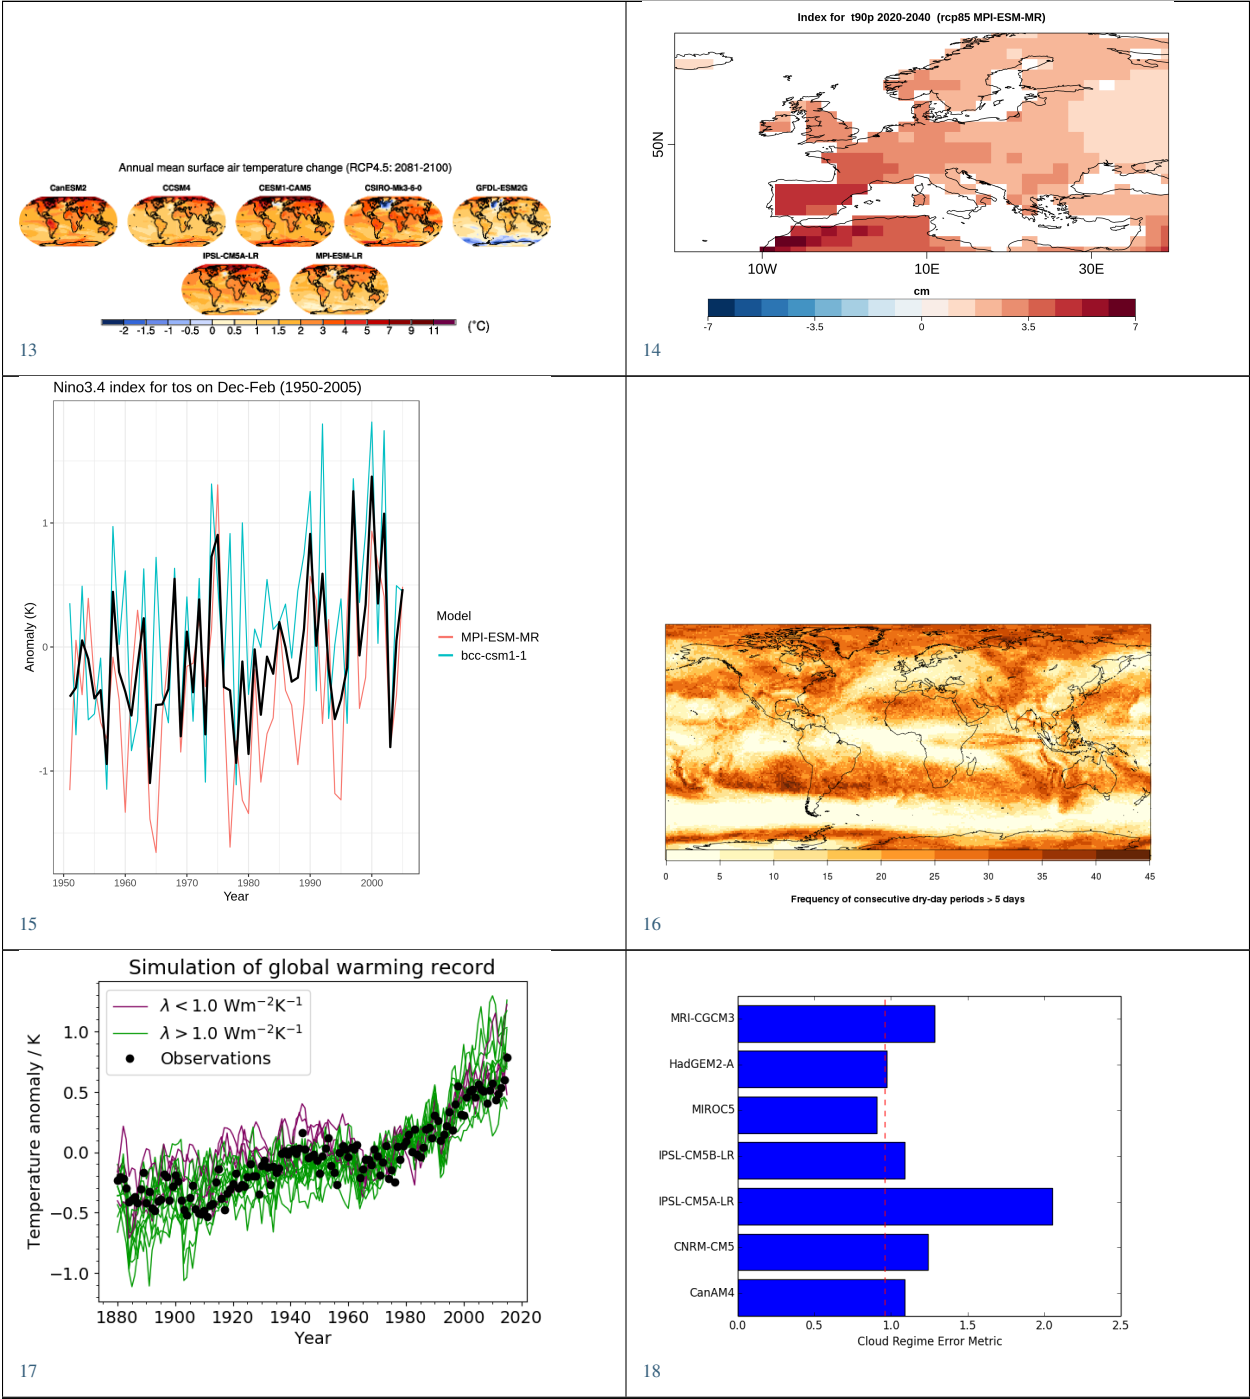 Annual mean surface air temperature change (RCP4.5: 2081-2100)
CanESM2 CCSM4 CESM1-CAM5 CSIRO-Mk3-6-0 GFDL-ESM2G
IPSL-CM5A-LR MPI-ESM-LR
-2 -1.5 -1 -0.5 0 0.5 1 1.5 2 3 4 5 7 9 11 (°C)
13
Index for t90p 2020-2040 (rcp85 MPI-ESM-MR)
50N
10W 10E 30E
cm
-7 -3.5 0 3.5 7
14
Nino3.4 index for tos on Dec-Feb (1950-2005)
Anomaly (K)
1
0
-1
1950 1960 1970 1980 1990 2000
Year
Model
MPI-ESM-MR
bcc-csm1-1
15
0 5 10 15 20 25 30 35 40 45
Frequency of consecutive dry-day periods > 5 days
16
Simulation of global warming record
λ < 1.0 Wm⁻²K⁻¹
λ > 1.0 Wm⁻²K⁻¹
Observations
Temperature anomaly / K
1.0
0.5
0.0
−0.5
−1.0
1880 1900 1920 1940 1960 1980 2000 2020
Year
17
MRI-CGCM3
HadGEM2-A
MIROC5
IPSL-CM5B-LR
IPSL-CM5A-LR
CNRM-CM5
CanAM4
0.0 0.5 1.0 1.5 2.0 2.5
Cloud Regime Error Metric
18